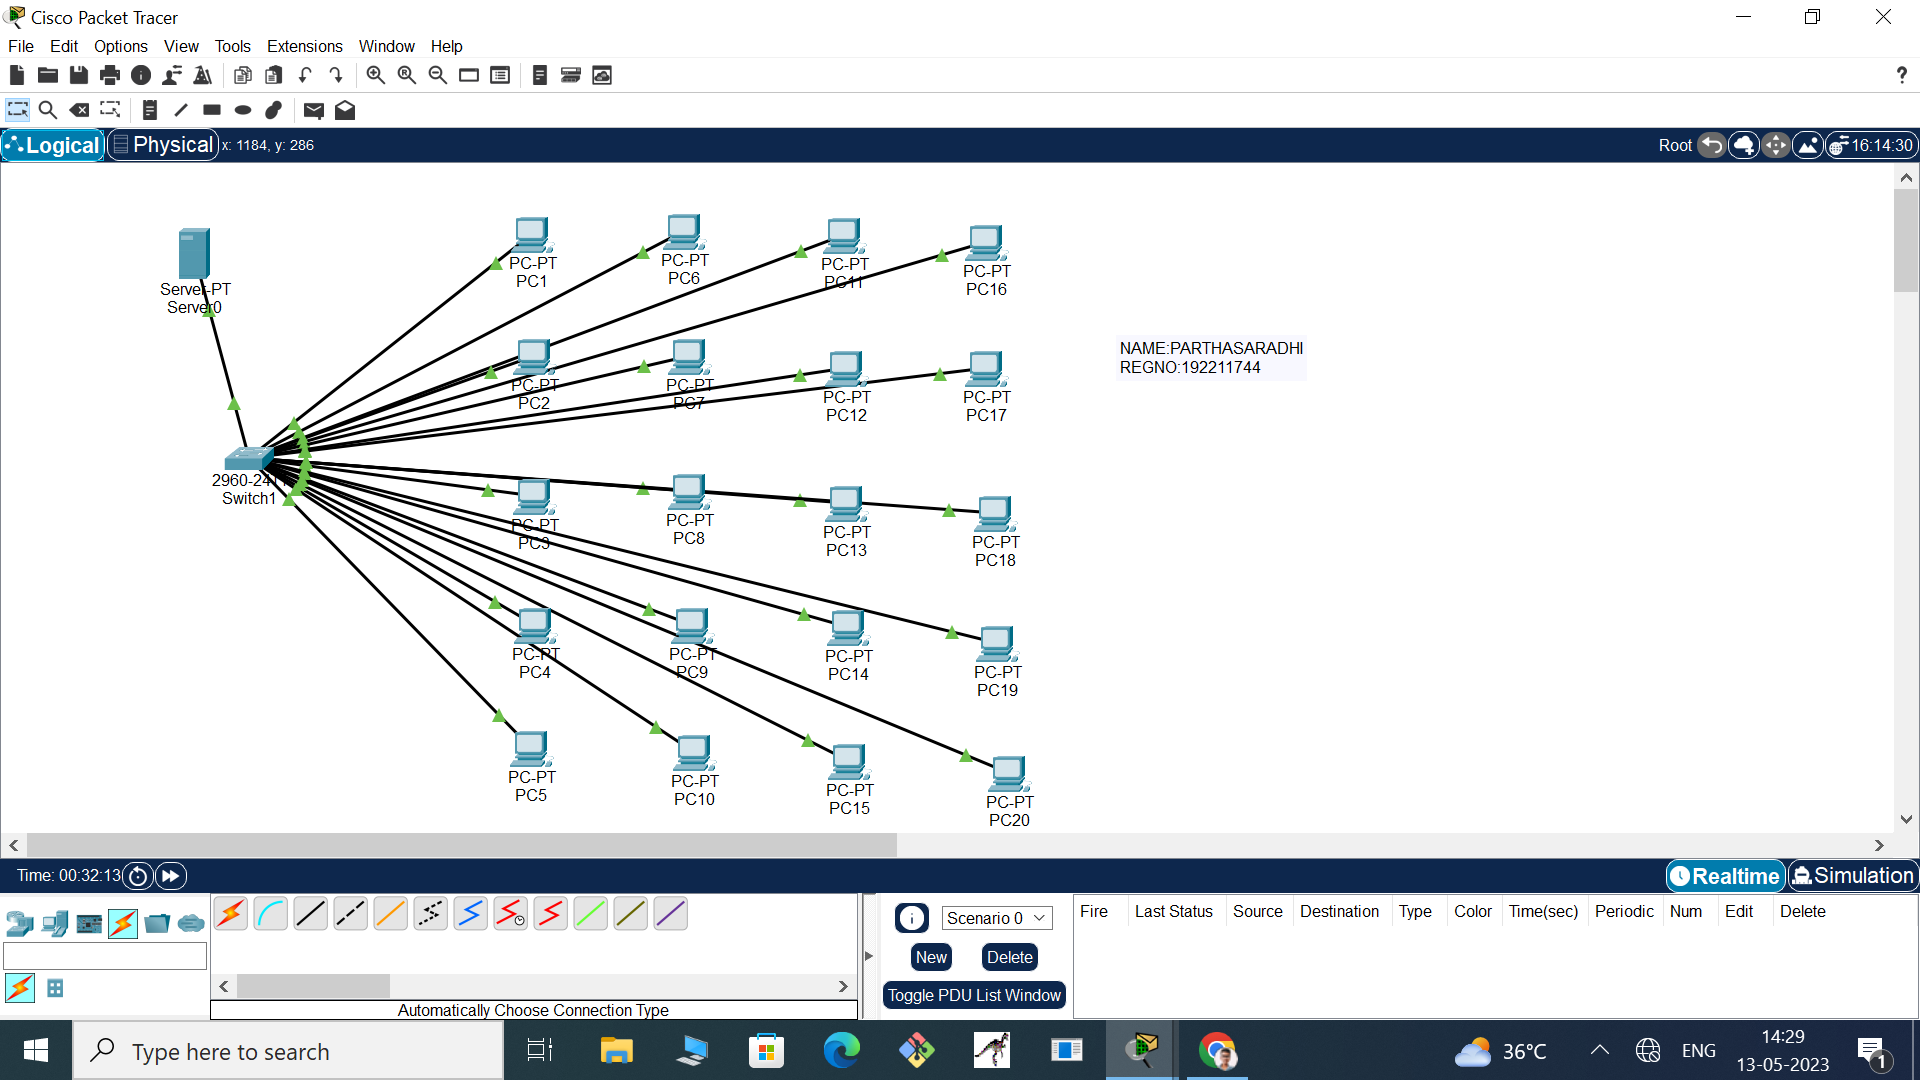 Cisco Packet Tracer
File Edit Options View Tools Extensions Window Help
?
Logical Physical x: 1184, y: 286 Root 16:14:30
PC-PT
PC1
PC-PT
PC6
PC-PT
PC11
PC-PT
PC16
Server-PT
Server0
NAME:PARTHASARADHI
REGNO:192211744
PC-PT
PC2
PC-PT
PC7
PC-PT
PC12
PC-PT
PC17
Switch1
PC-PT
PC3
PC-PT
PC8
PC-PT
PC13
PC-PT
PC18
PC-PT
PC4
PC-PT
PC9
PC-PT
PC14
PC-PT
PC19
PC-PT
PC5
PC-PT
PC10
PC-PT
PC15
PC-PT
PC20
Time: 00:32:13 Realtime Simulation
Scenario 0
New Delete
Toggle PDU List Window
Fire Last Status Source Destination Type Color Time(sec) Periodic Num Edit Delete
Automatically Choose Connection Type
Type here to search
36°C ENG 14:29
13-05-2023
1